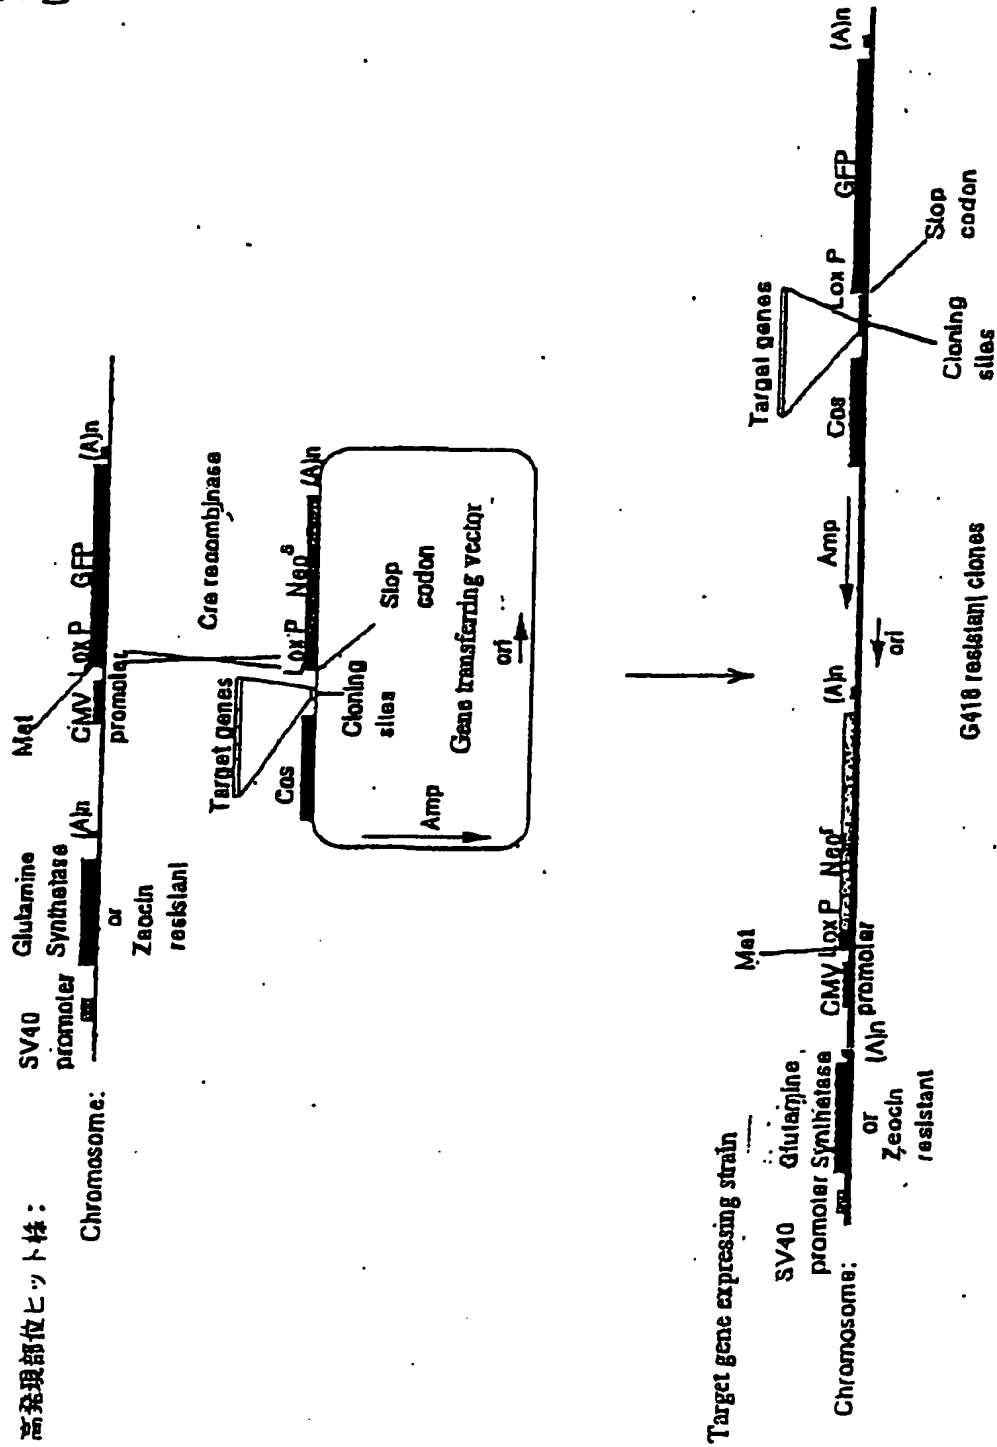 高発現部位ヒット株：
Chromosome:
SV40
promoter
Glutamine
Synthetase
or
Zeocin
resistant
(A)n
Met
CMV
promoter
Lox P
GFP
(A)n
Cre recombinase
Target genes
Cos
Cloning
sites
Lox P
Neo s
(A)n
Stop
codon
Gene transferring vector
Amp
ori
Target gene expressing strain
Chromosome:
SV40
promoter
Glutamine
Synthetase
or
Zeocin
resistant
(A)n
Met
CMV
promoter
Lox P
Neo r
(A)n
ori
Amp
Cos
Target genes
Lox P
GFP
(A)n
Cloning
sites
Stop
codon
G418 resistant clones